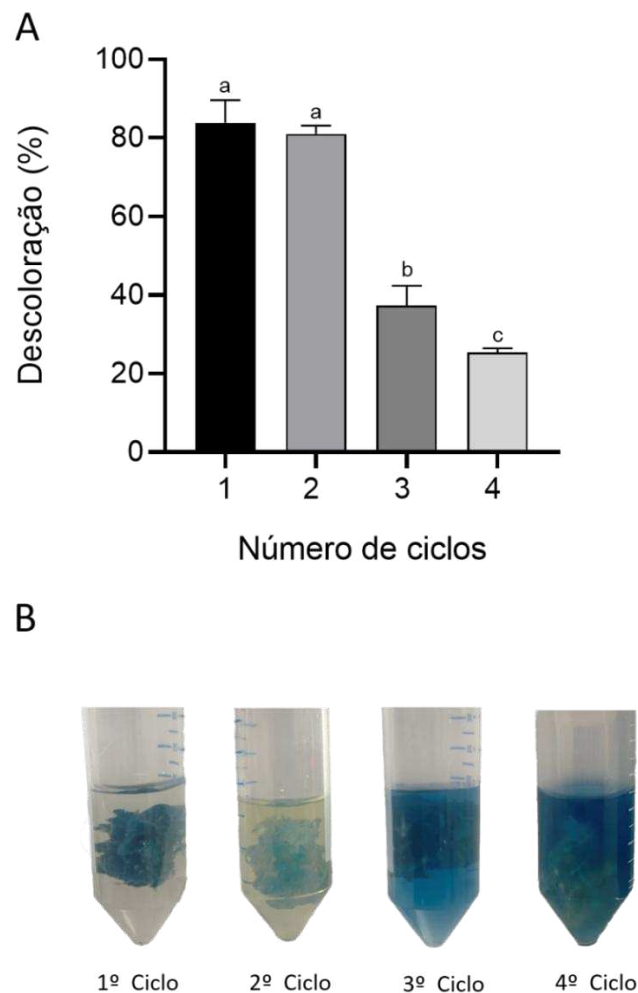 A
Descoloração (%)
100
80
60
40
20
0
a
a
b
c
1 2 3 4
Número de ciclos
B
1º Ciclo 2º Ciclo 3º Ciclo 4º Ciclo